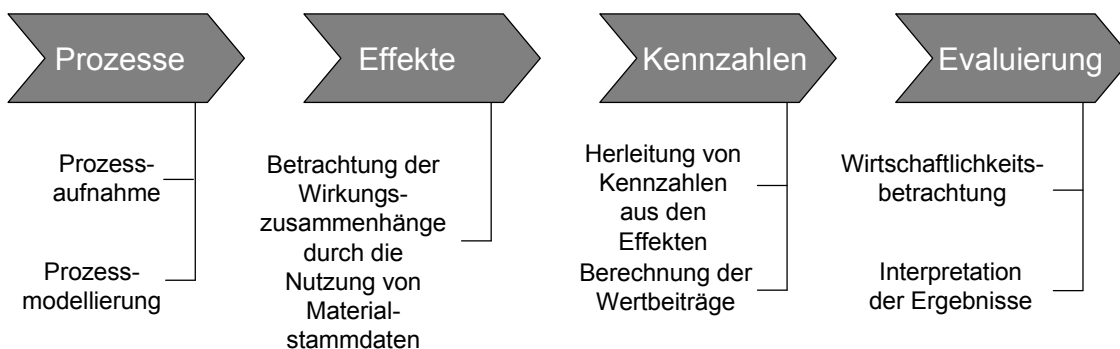 Prozesse
Prozess-
aufnahme
Prozess-
modellierung
Effekte
Betrachtung der
Wirkungs-
zusammenhänge
durch die
Nutzung von
Material-
stammdaten
Kennzahlen
Herleitung von
Kennzahlen
aus den
Effekten
Berechnung der
Wertbeiträge
Evaluierung
Wirtschaftlichkeits-
betrachtung
Interpretation
der Ergebnisse